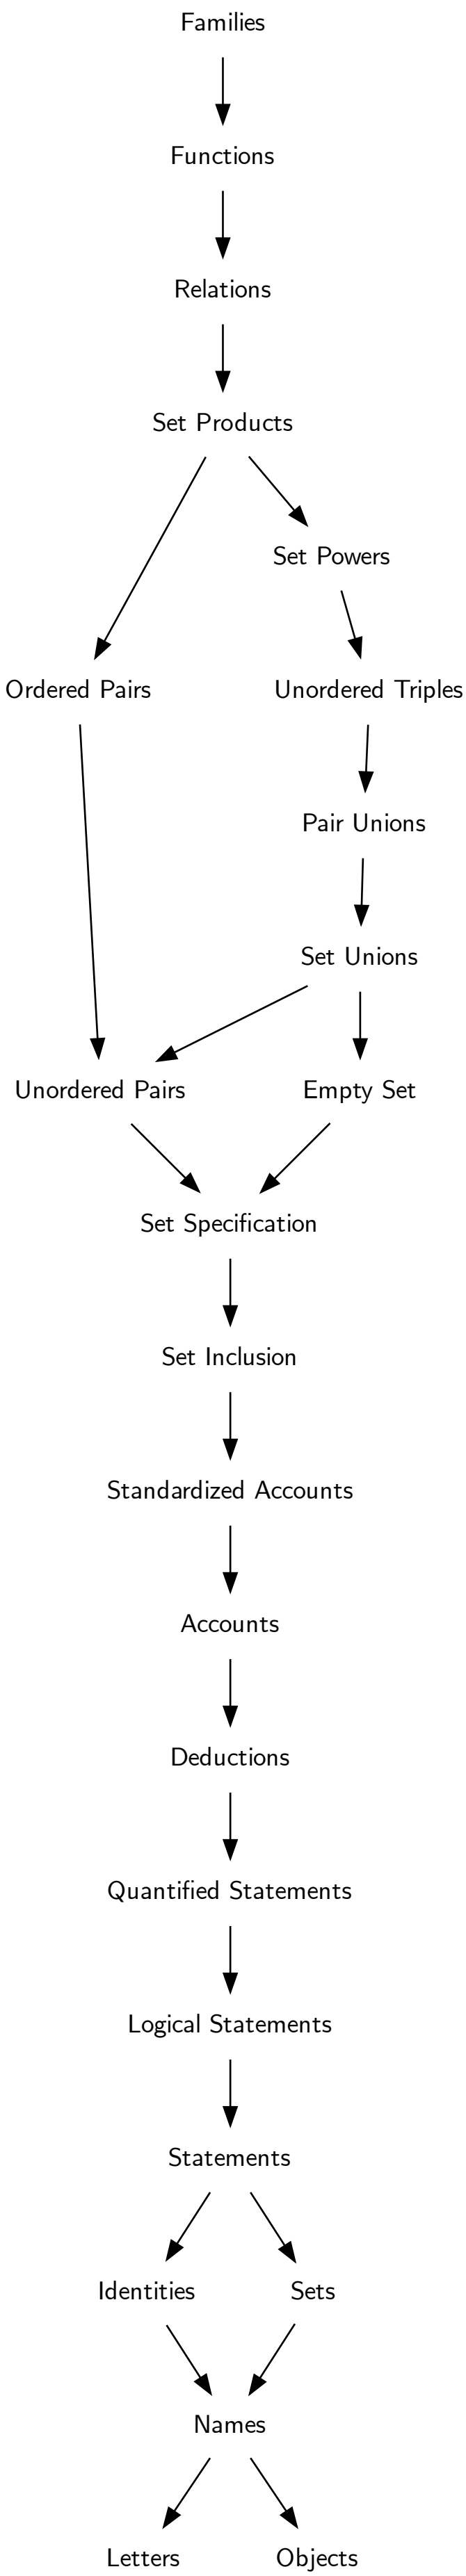 Families
Functions
Relations
Set Products
Set Powers
Ordered Pairs
Unordered Triples
Pair Unions
Set Unions
Unordered Pairs
Empty Set
Set Specification
Set Inclusion
Standardized Accounts
Accounts
Deductions
Quantified Statements
Logical Statements
Statements
Identities
Sets
Names
Letters
Objects